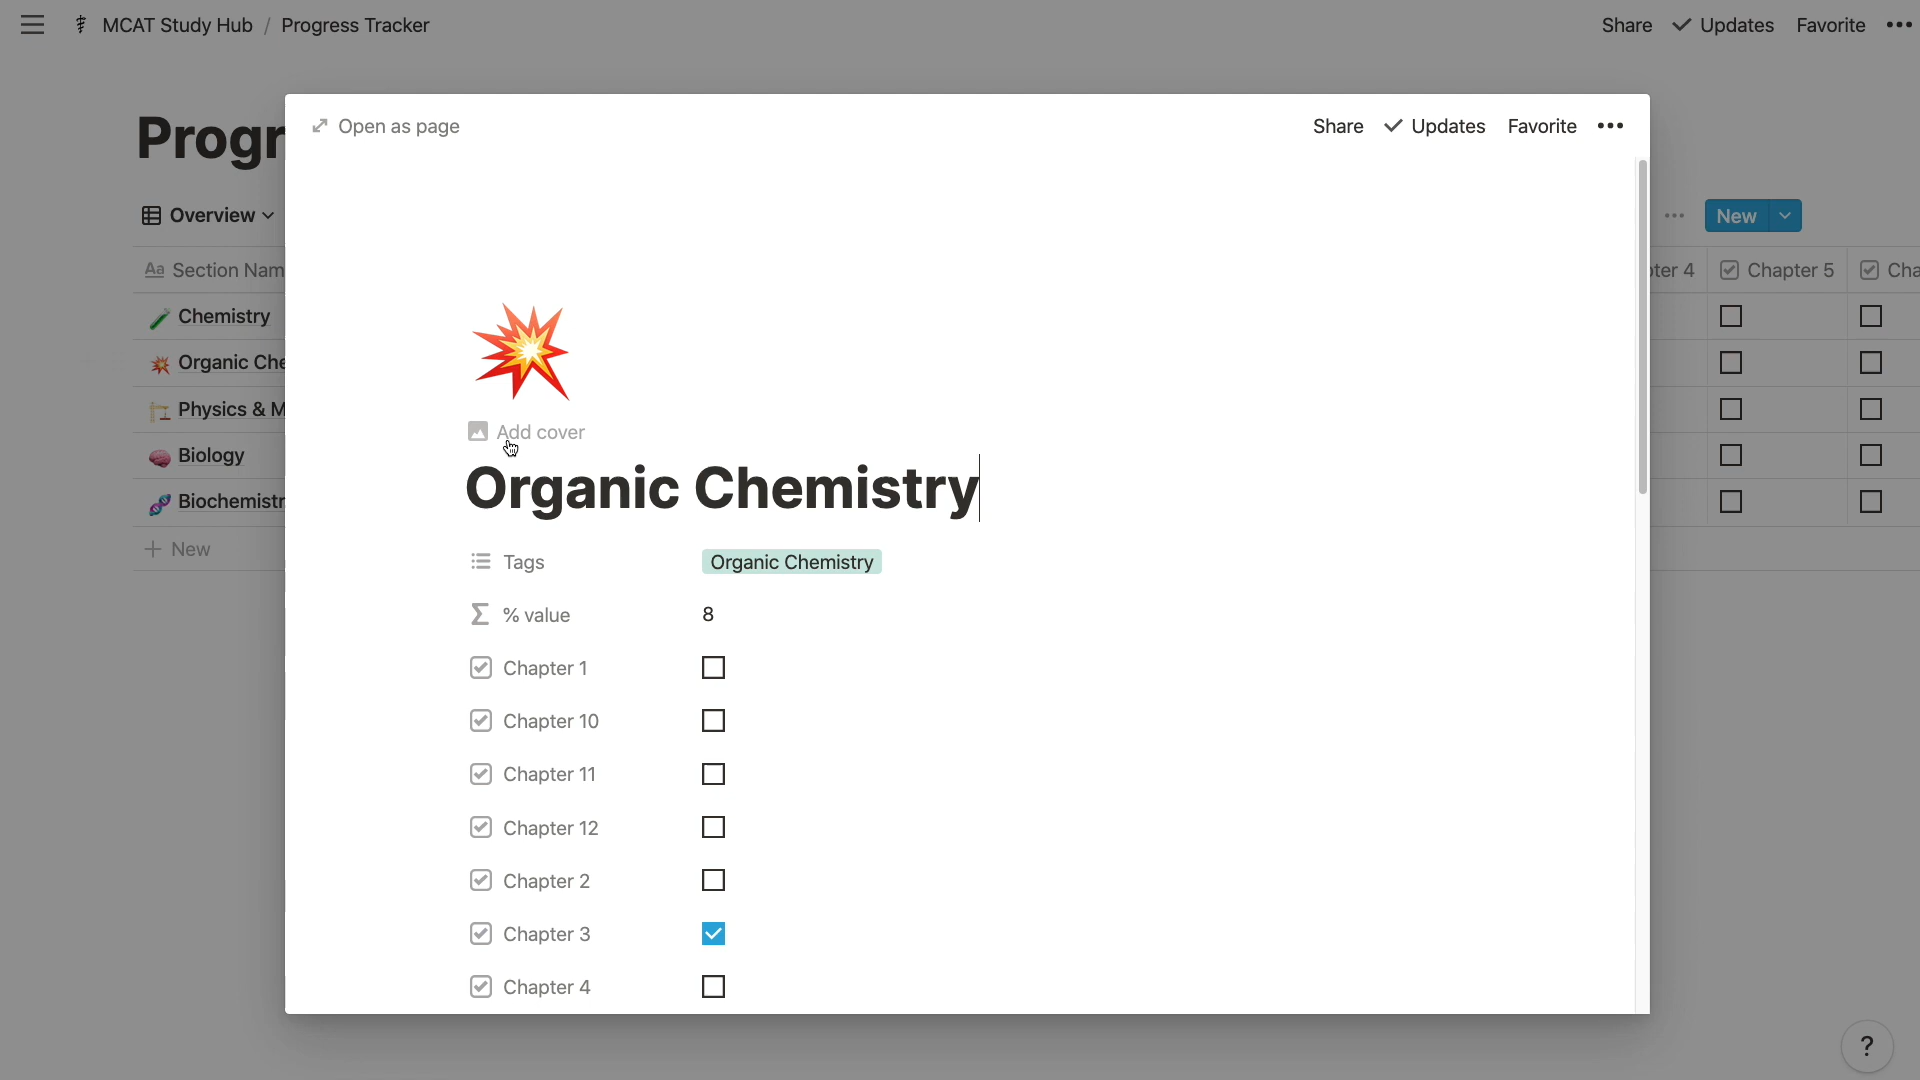 MCAT Study Hub / Progress Tracker
Share Updates Favorite
Open as page
Share Updates Favorite
Progr
Overview
New
Aa Section Nam
ter 4 Chapter 5 Cha
Chemistry
Organic Che
Physics & M
Biology
Biochemistr
New
Add cover
Organic Chemistry
Tags Organic Chemistry
% value 8
Chapter 1
Chapter 10
Chapter 11
Chapter 12
Chapter 2
Chapter 3
Chapter 4
?